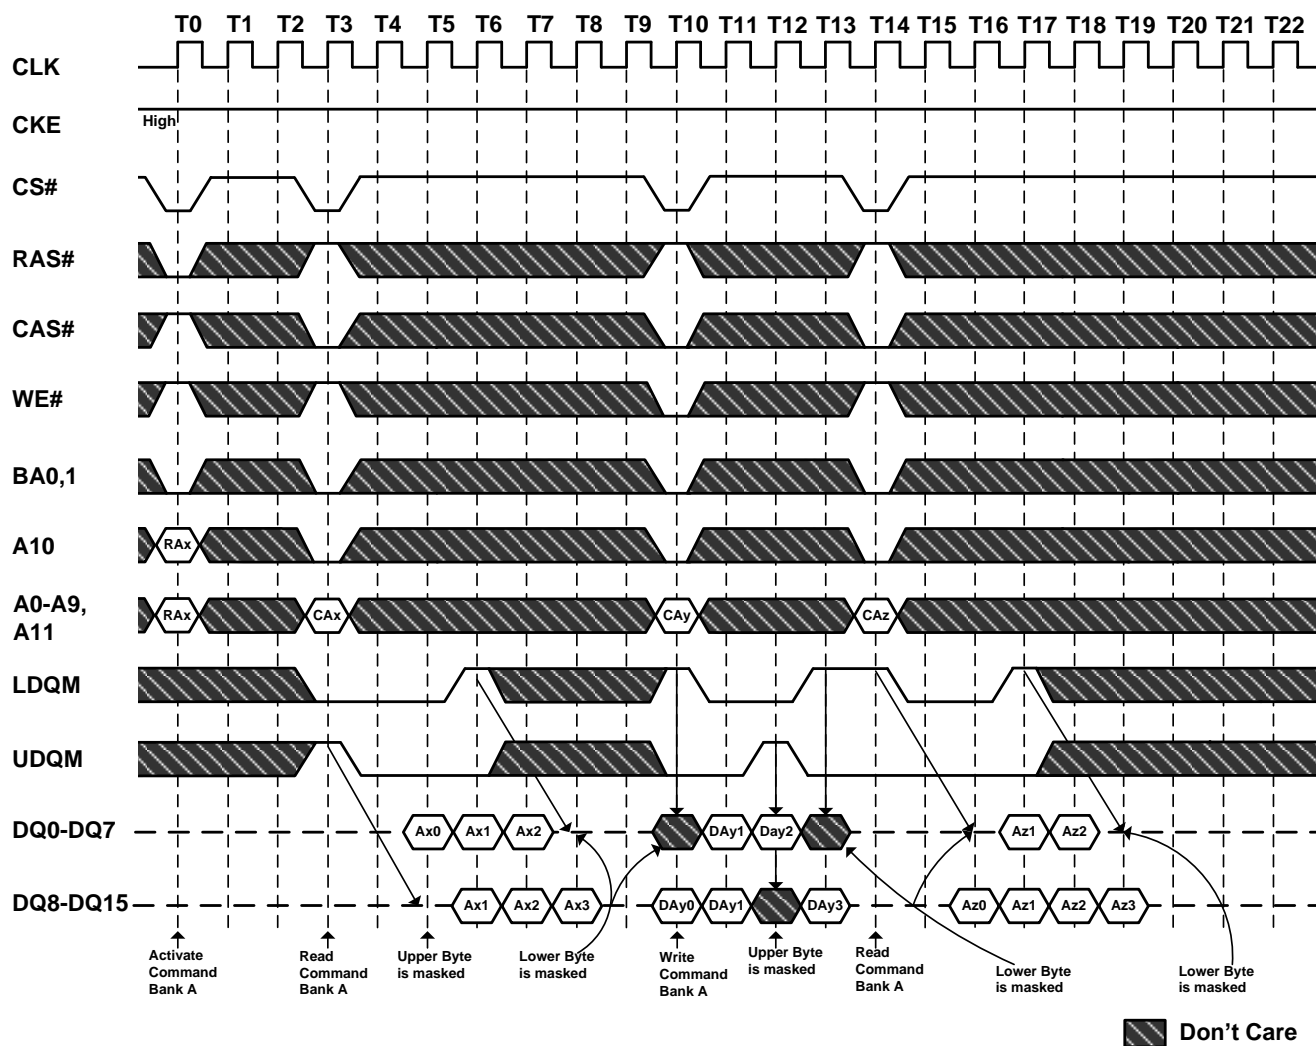 T0 T1 T2 T3 T4 T5 T6 T7 T8 T9 T10 T11 T12 T13 T14 T15 T16 T17 T18 T19 T20 T21 T22
CLK
CKE
High
CS#
RAS#
CAS#
WE#
BA0,1
A10
RAx
A0-A9,
A11
RAx CAx CAy CAz
LDQM
UDQM
DQ0-DQ7
Ax0 Ax1 Ax2 DAy1 Day2 Az1 Az2
DQ8-DQ15
Ax1 Ax2 Ax3 DAy0 DAy1 DAy3 Az0 Az1 Az2 Az3
Activate
Command
Bank A
Read
Command
Bank A
Upper Byte
is masked
Lower Byte
is masked
Write
Command
Bank A
Upper Byte
is masked
Read
Command
Bank A
Lower Byte
is masked
Lower Byte
is masked
Don't Care